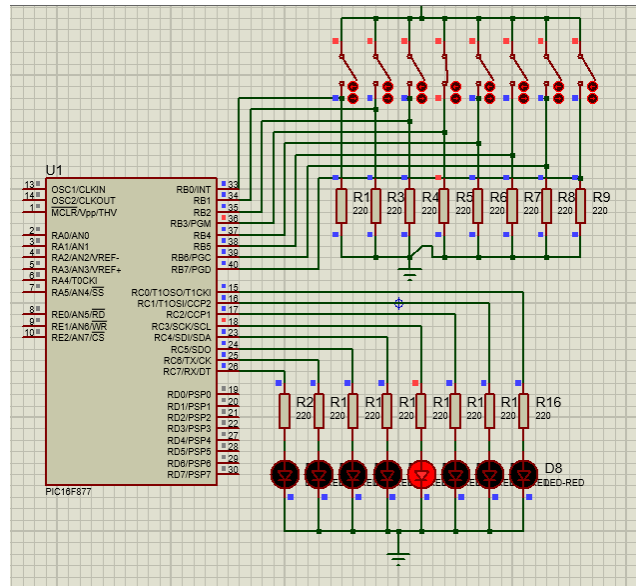 U1
13 OSC1/CLKIN RB0/INT 33
14 OSC2/CLKOUT RB1 34
1 MCLR/Vpp/THV RB2 35
RB3/PGM 36
2 RA0/AN0 RB4 37
3 RA1/AN1 RB5 38
4 RA2/AN2/VREF- RB6/PGC 39
5 RA3/AN3/VREF+ RB7/PGD 40
6 RA4/T0CKI
7 RA5/AN4/SS RC0/T1OSO/T1CKI 15
RC1/T1OSI/CCP2 16
8 RE0/AN5/RD RC2/CCP1 17
9 RE1/AN6/WR RC3/SCK/SCL 18
10 RE2/AN7/CS RC4/SDI/SDA 23
RC5/SDO 24
RC6/TX/CK 25
RC7/RX/DT 26
RD0/PSP0 19
RD1/PSP1 20
RD2/PSP2 21
RD3/PSP3 22
RD4/PSP4 27
RD5/PSP5 28
RD6/PSP6 29
RD7/PSP7 30
PIC16F877
R1 R3 R4 R5 R6 R7 R8 R9
220 220 220 220 220 220 220 220
R2 R1 R1 R1 R1 R1 R1 R16
220 220 220 220 220 220 220 220
D8
LED-RED